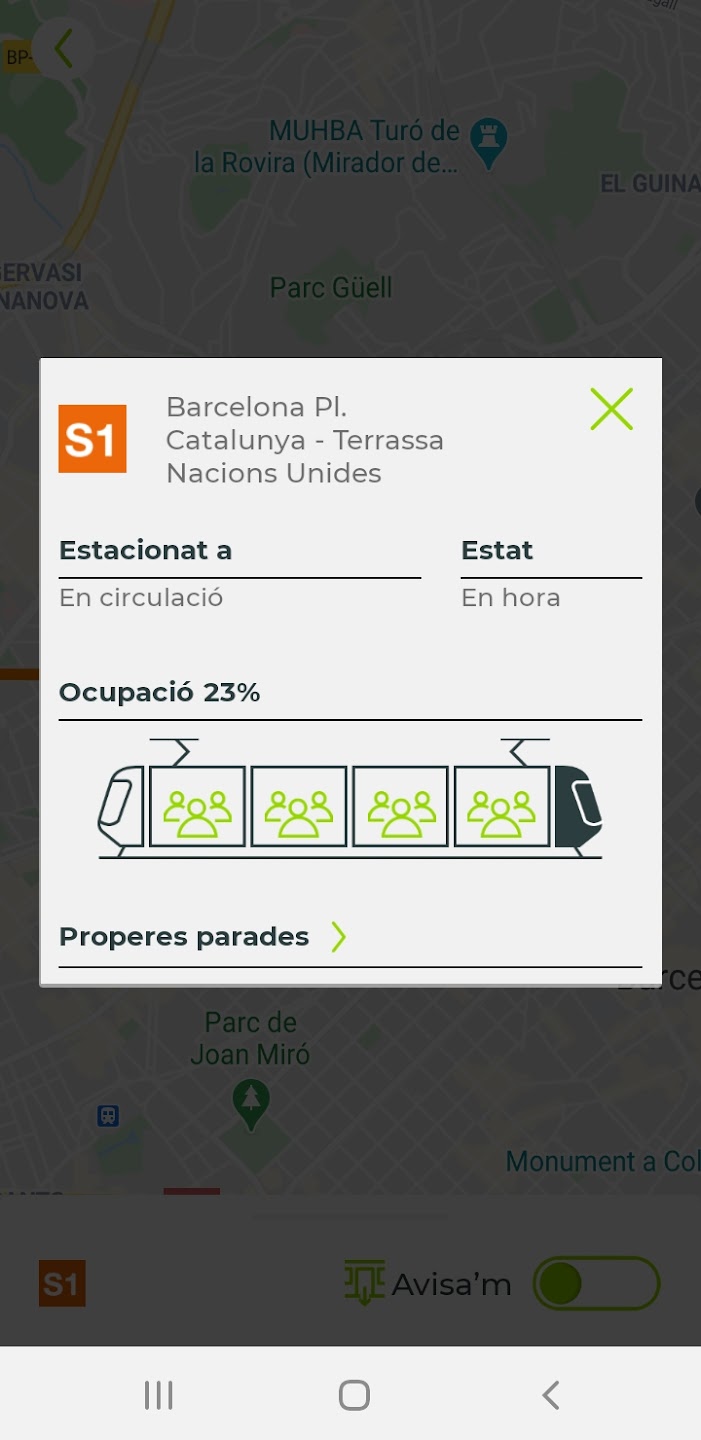 BP-
MUHBA Turó de
la Rovira (Mirador de...
EL GUINA
GERVASI
NANOVA
Parc Güell
S1
Barcelona Pl.
Catalunya - Terrassa
Nacions Unides
Estacionat a
Estat
En circulació
En hora
Ocupació 23%
Properes parades
Barce
Parc de
Joan Miró
Monument a Col
S1
Avisa’m